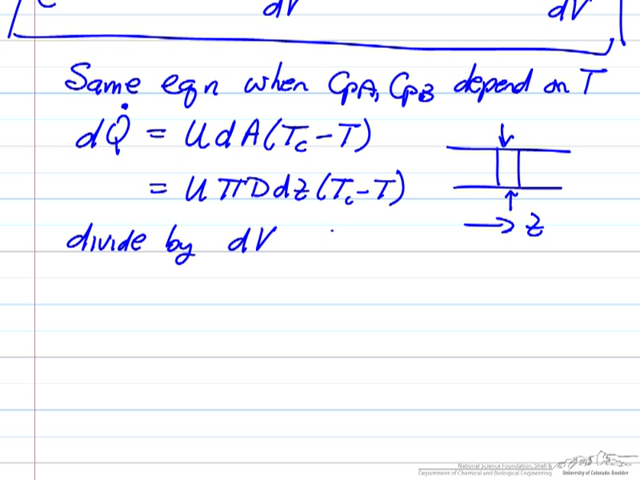 dV dV
Same eqn when CpA, CpB depend on T
dQ̇ = U dA(Tc - T)
= U π D dz (Tc - T)
z
divide by dV
National Science Foundation, Shell &
Department of Chemical and Biological Engineering
University of Colorado Boulder